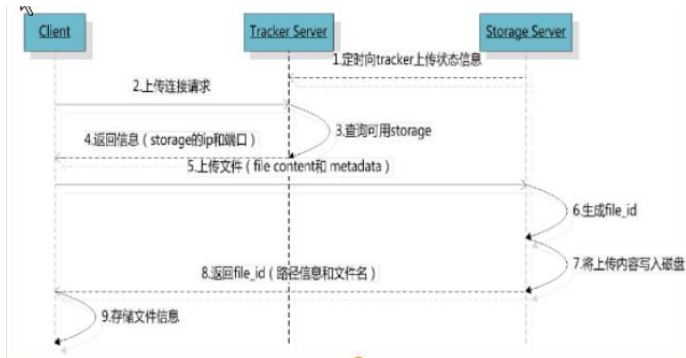 Client
Tracker Server
Storage Server
1.定时向tracker上传状态信息
2.上传连接请求
3.查询可用storage
4.返回信息（storage的ip和端口）
5.上传文件（file content和 metadata）
6.生成file_id
7.将上传内容写入磁盘
8.返回file_id（路径信息和文件名）
9.存储文件信息